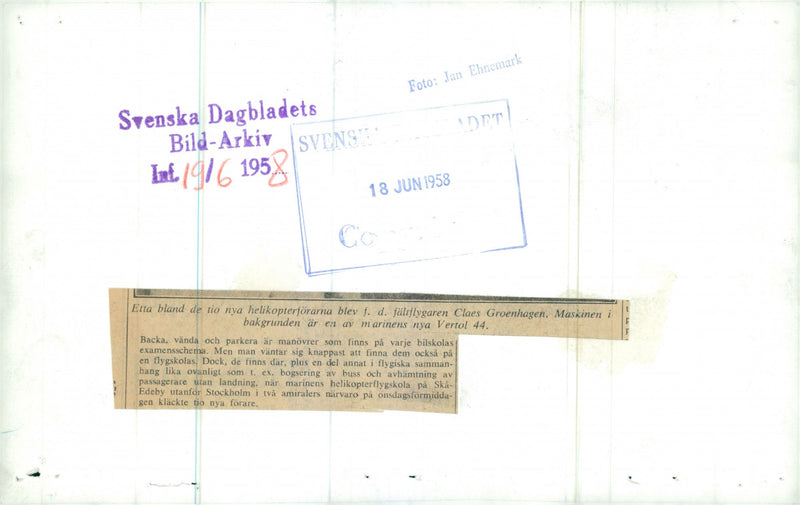 Foto: Jan Ehnemark
Svenska Dagbladets
Bild-Arkiv
Inf. 19/6 1958
SVENSKA DAGBLADET
18 JUN 1958
Etta bland de tio nya helikopterförarna blev f. d. fältflygaren Claes Groenhagen. Maskinen i
bakgrunden är en av marinens nya Vertol 44.
Backa, vända och parkera är manövrer som finns på varje bilskolas
examensschema. Men man väntar sig knappast att finna dem också på
en flygskolas. Dock, de finns där, plus en del annat i flygiska samman-
hang lika ovanligt som t. ex. bogsering av buss och avhämtning av
passagerare utan landning, när marinens helikopterflygskola på Skå-
Edeby utanför Stockholm i två amiralers närvaro på onsdagsförmidda-
gen kläckte tio nya förare.